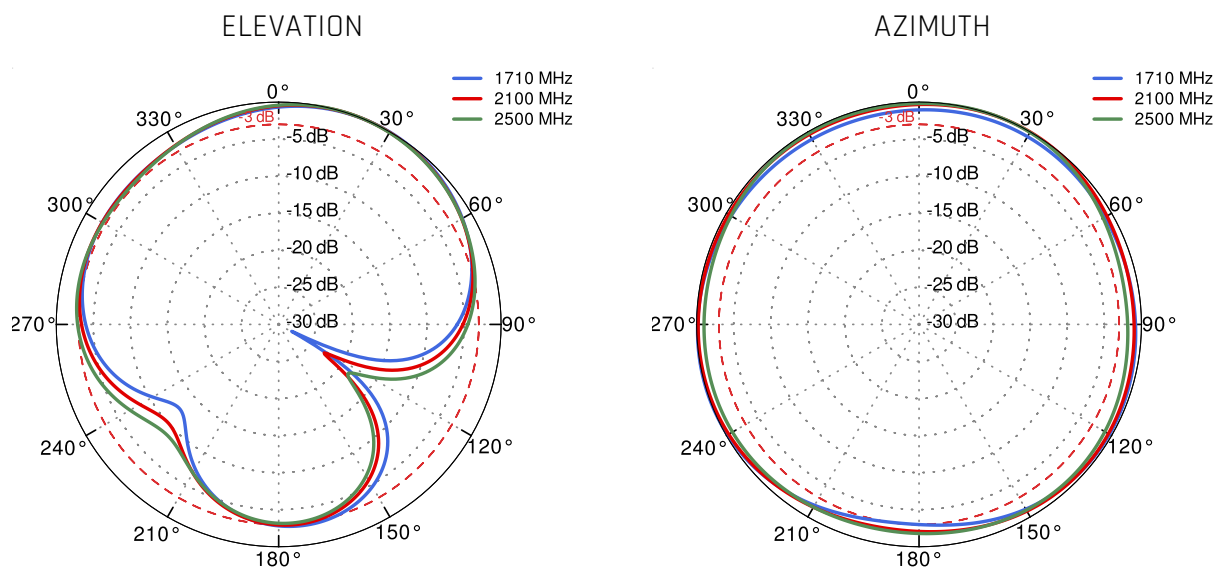 ELEVATION
1710 MHz
2100 MHz
2500 MHz
0°
330°
-3 dB
30°
-5 dB
-10 dB
300°
60°
-15 dB
-20 dB
-25 dB
270°
-30 dB
90°
240°
120°
210°
150°
180°
AZIMUTH
1710 MHz
2100 MHz
2500 MHz
0°
330°
-3 dB
30°
-5 dB
-10 dB
300°
60°
-15 dB
-20 dB
-25 dB
270°
-30 dB
90°
240°
120°
210°
150°
180°